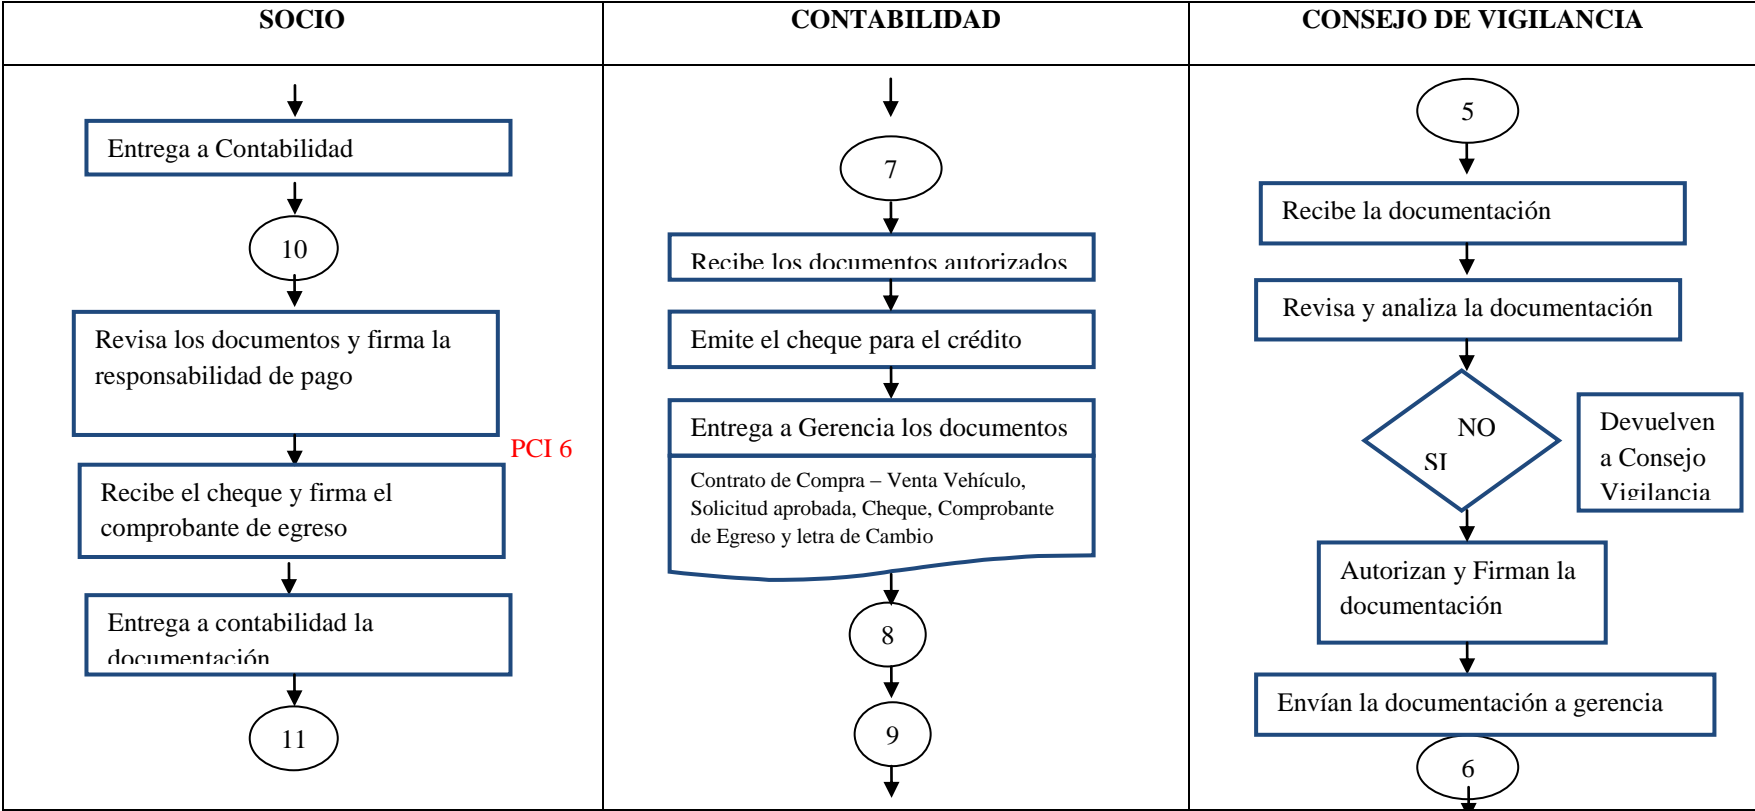 SOCIO
CONTABILIDAD
CONSEJO DE VIGILANCIA
Entrega a Contabilidad
10
Revisa los documentos y firma la
responsabilidad de pago
PCI 6
Recibe el cheque y firma el
comprobante de egreso
Entrega a contabilidad la
documentación
11
7
Recibe los documentos autorizados
Emite el cheque para el crédito
Entrega a Gerencia los documentos
Contrato de Compra – Venta Vehículo,
Solicitud aprobada, Cheque, Comprobante
de Egreso y letra de Cambio
8
9
5
Recibe la documentación
Revisa y analiza la documentación
NO
SI
Devuelven
a Consejo
Vigilancia
Autorizan y Firman la
documentación
Envían la documentación a gerencia
6